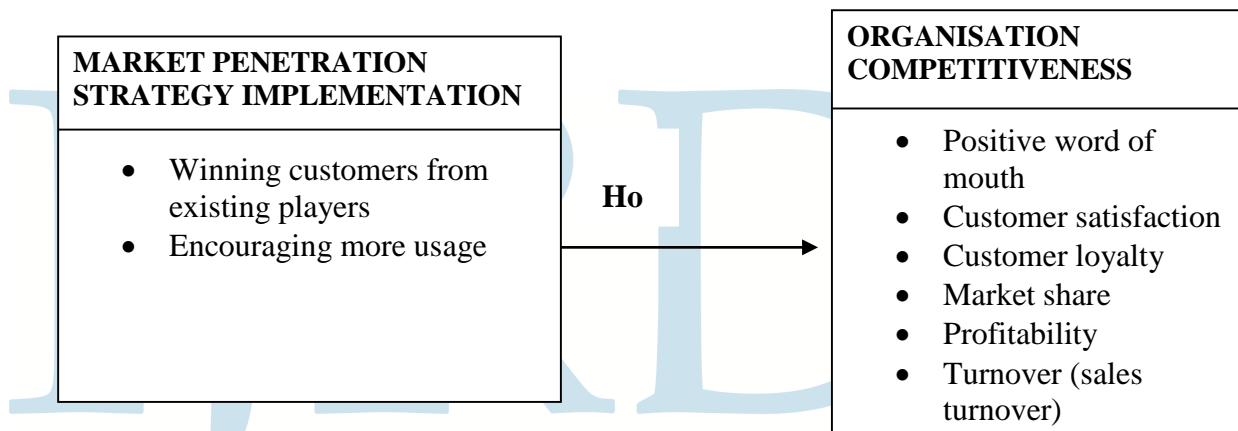 MARKET PENETRATION
STRATEGY IMPLEMENTATION
• Winning customers from
existing players
• Encouraging more usage
Ho
ORGANISATION
COMPETITIVENESS
• Positive word of
mouth
• Customer satisfaction
• Customer loyalty
• Market share
• Profitability
• Turnover (sales
turnover)